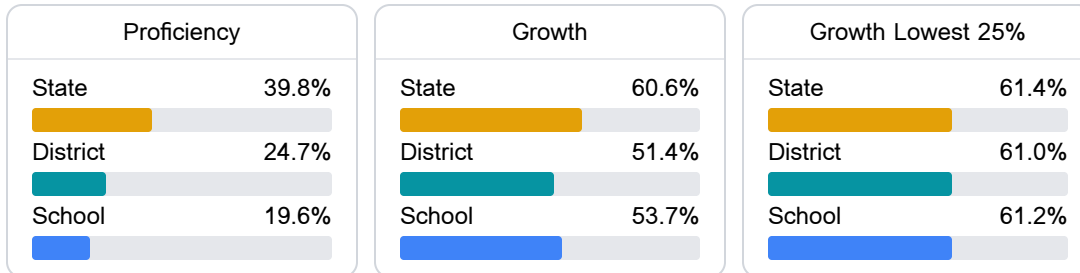 Proficiency
State 39.8%
District 24.7%
School 19.6%
Growth
State 60.6%
District 51.4%
School 53.7%
Growth Lowest 25%
State 61.4%
District 61.0%
School 61.2%